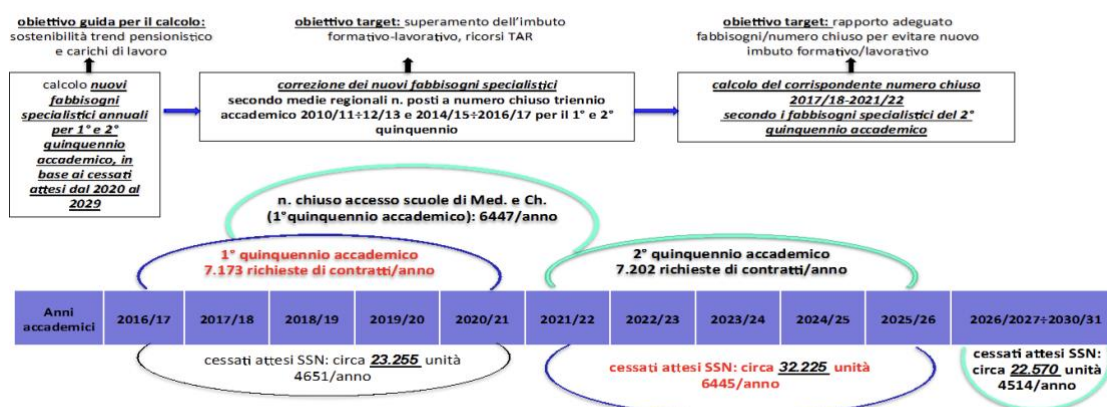 obiettivo guida per il calcolo:
sostenibilità trend pensionistico
e carichi di lavoro
obiettivo target: superamento dell'imbuto
formativo-lavorativo, ricorsi TAR
obiettivo target: rapporto adeguato
fabbisogni/numero chiuso per evitare nuovo
imbuto formativo/lavorativo
calcolo nuovi
fabbisogni
specialistici annuali
per 1° e 2°
quinquennio
accademico, in
base ai cessati
attesi dal 2020 al
2029
correzione dei nuovi fabbisogni specialistici
secondo medie regionali n. posti a numero chiuso triennio
accademico 2010/11÷12/13 e 2014/15÷2016/17 per il 1° e 2°
quinquennio
calcolo del corrispondente numero chiuso
2017/18-2021/22
secondo i fabbisogni specialistici del 2°
quinquennio accademico
n. chiuso accesso scuole di Med. e Ch.
(1°quinquennio accademico): 6447/anno
1° quinquennio accademico
7.173 richieste di contratti/anno
2° quinquennio accademico
7.202 richieste di contratti/anno
Anni
accademici
2016/17
2017/18
2018/19
2019/20
2020/21
2021/22
2022/23
2023/24
2024/25
2025/26
2026/2027÷2030/31
cessati attesi SSN: circa 23.255 unità
4651/anno
cessati attesi SSN: circa 32.225 unità
6445/anno
cessati attesi SSN:
circa 22.570 unità
4514/anno